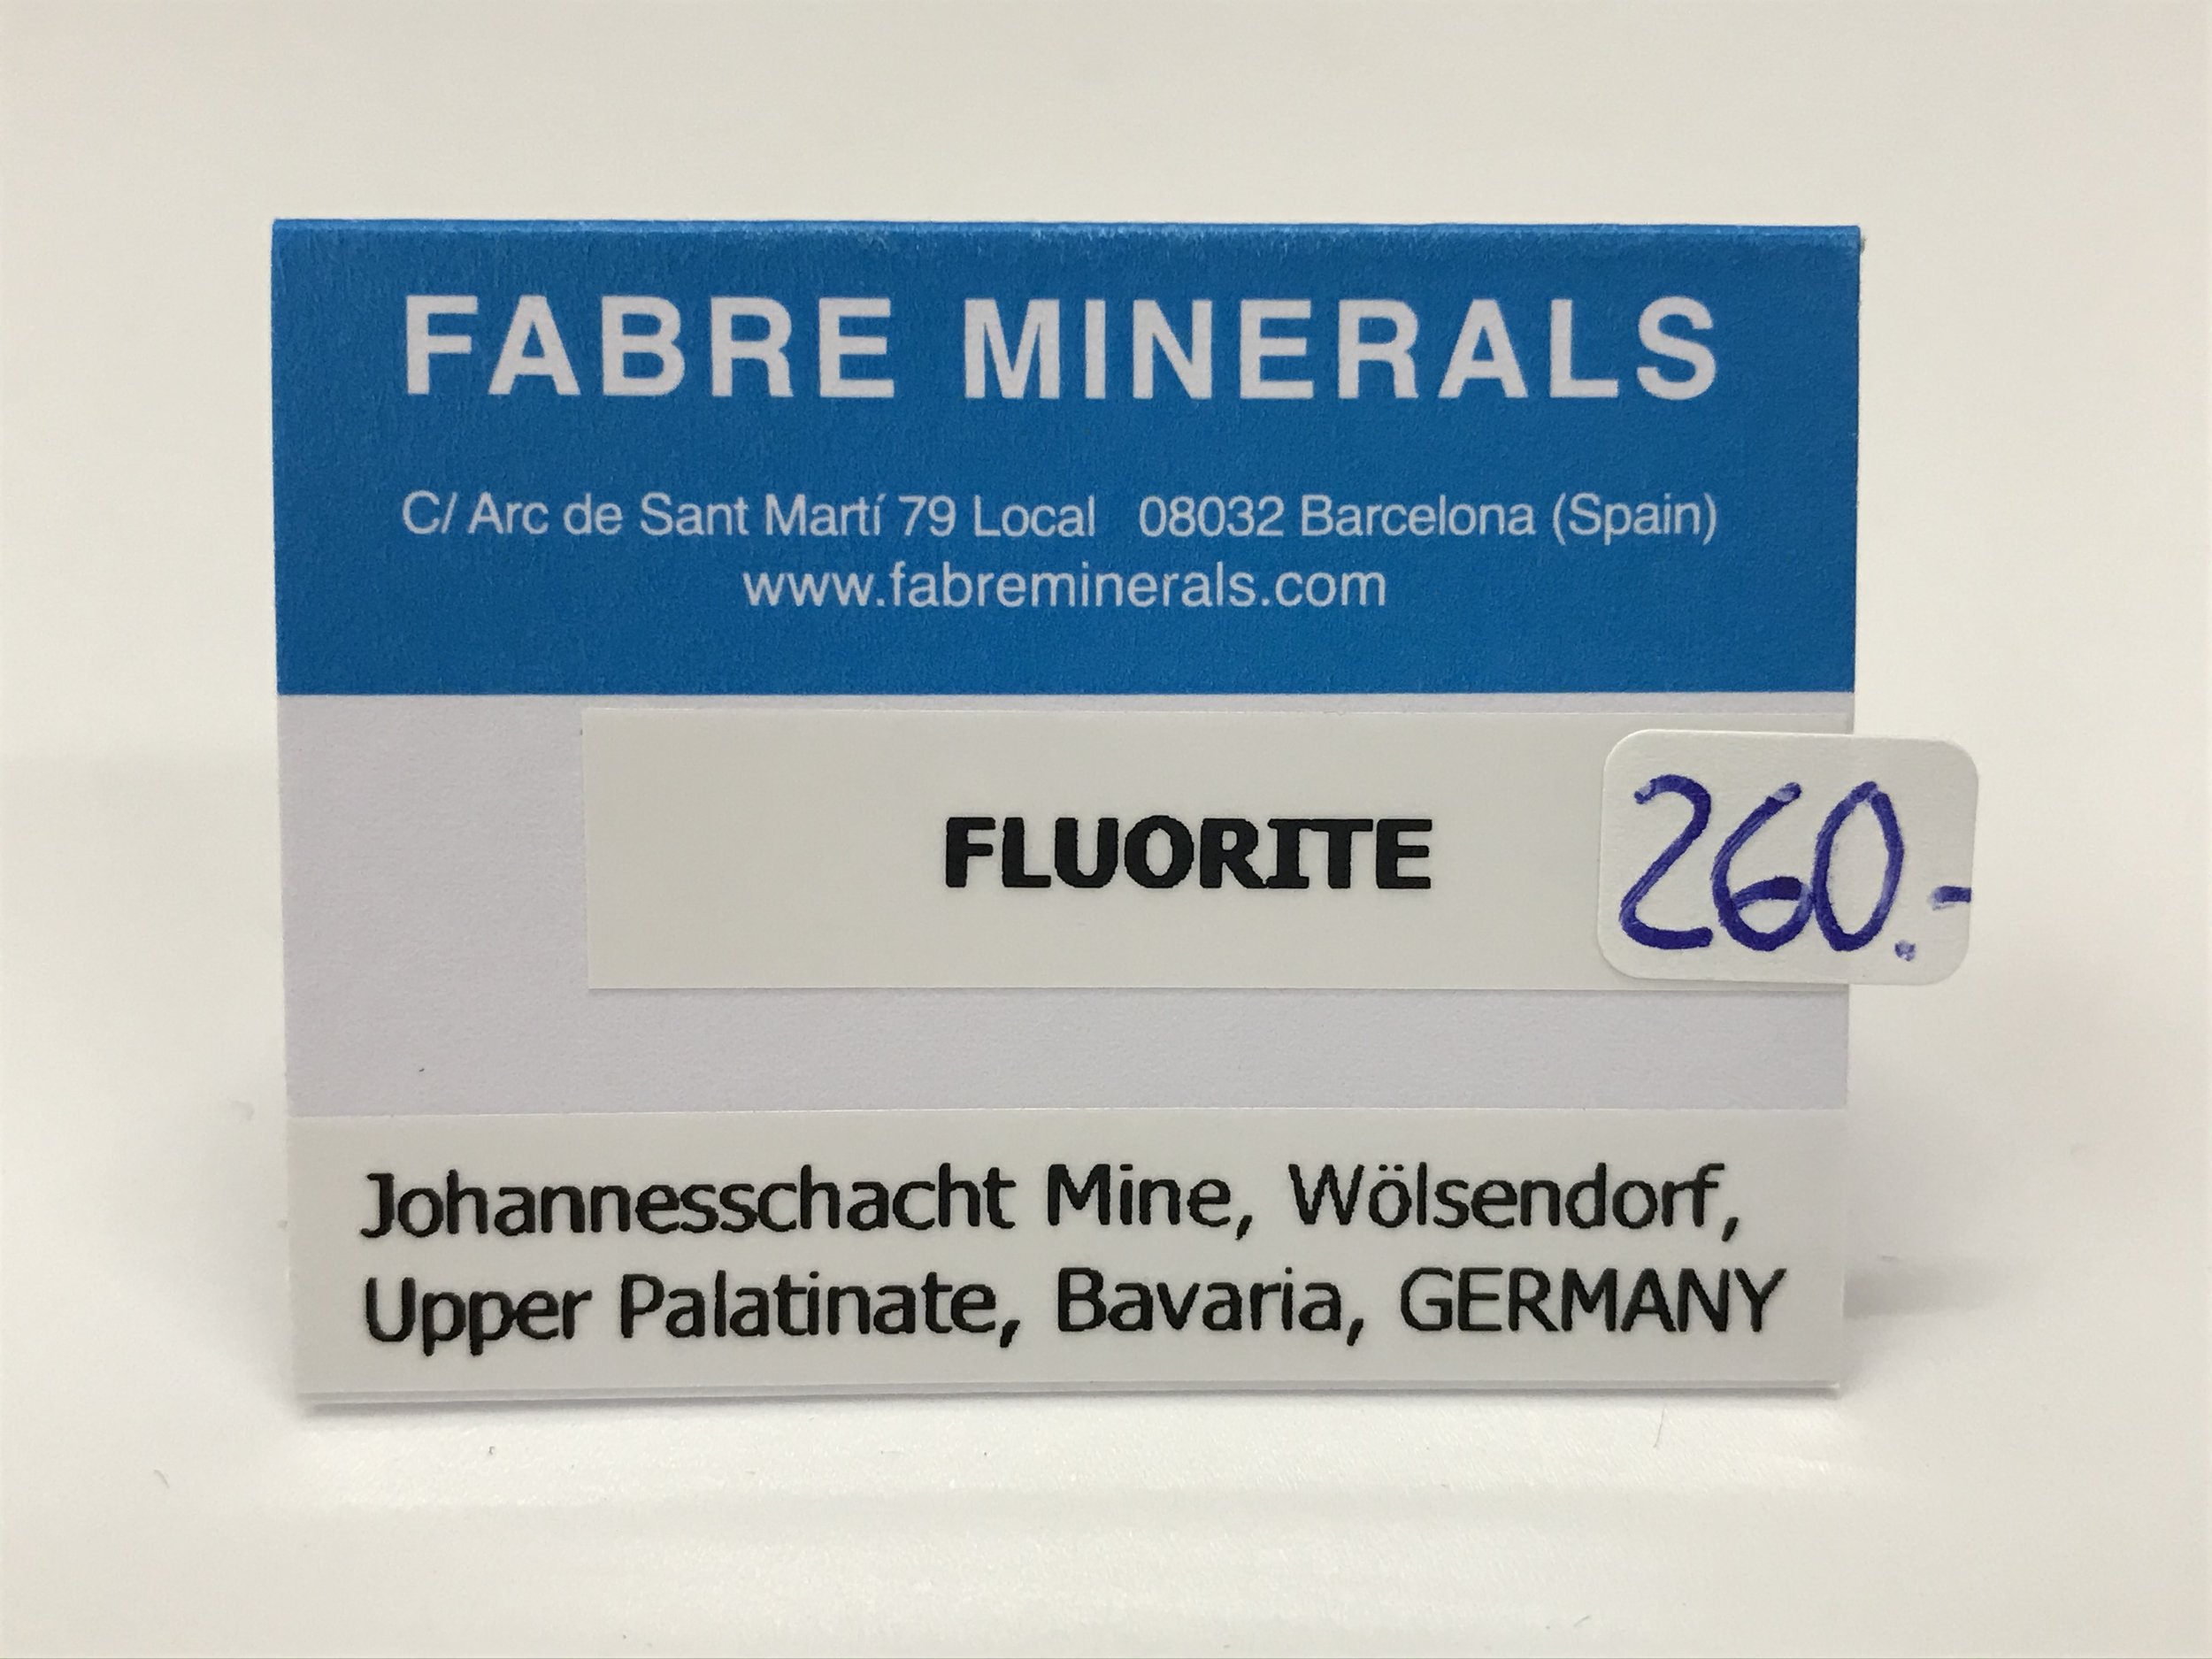 FABRE MINERALS
C/ Arc de Sant Martí 79 Local 08032 Barcelona (Spain)
www.fabreminerals.com
FLUORITE
260.-
Johannesschacht Mine, Wölsendorf,
Upper Palatinate, Bavaria, GERMANY